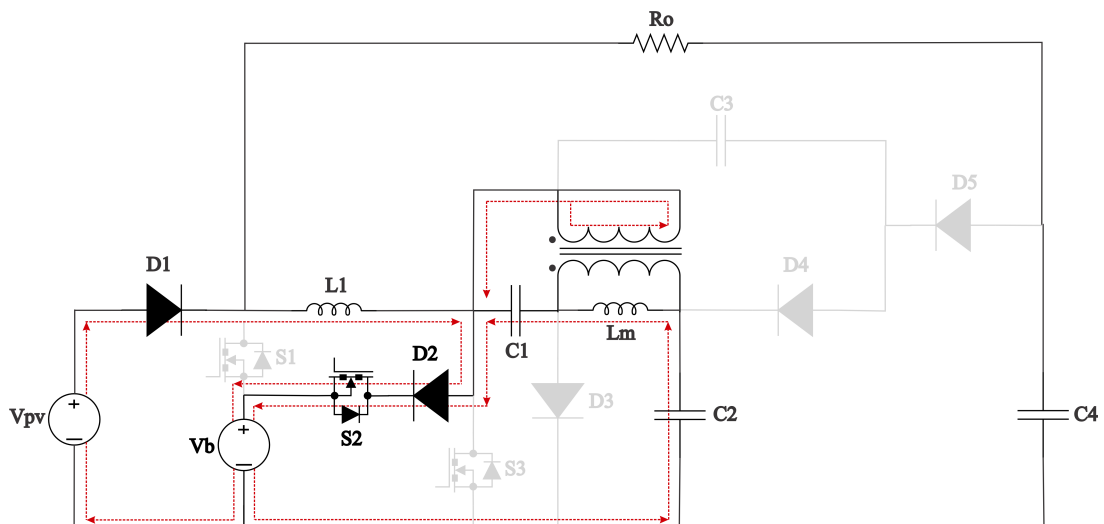 Ro
C3
D5
D1
L1
D4
Lm
C1
S1
D2
D3
Vpv
+
−
Vb
+
−
S2
C2
C4
S3